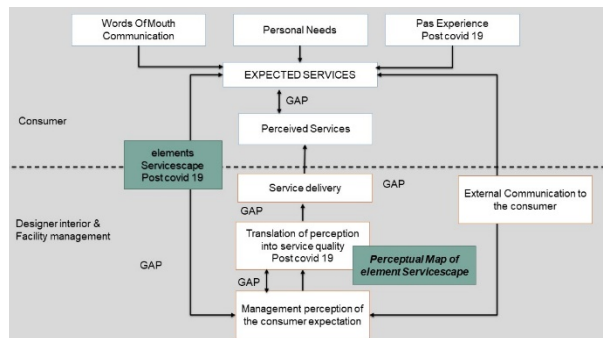 Words Of Mouth
Communication
Personal Needs
Pas Experience
Post covid 19
EXPECTED SERVICES
GAP
Consumer
Perceived Services
elements
Servicescape
Post covid 19
Service delivery
GAP
External Communication to
the consumer
Designer interior &
Facility management
GAP
Translation of perception
into service quality
Post covid 19
Perceptual Map of
element Servicescape
GAP
GAP
Management perception of
the consumer expectation